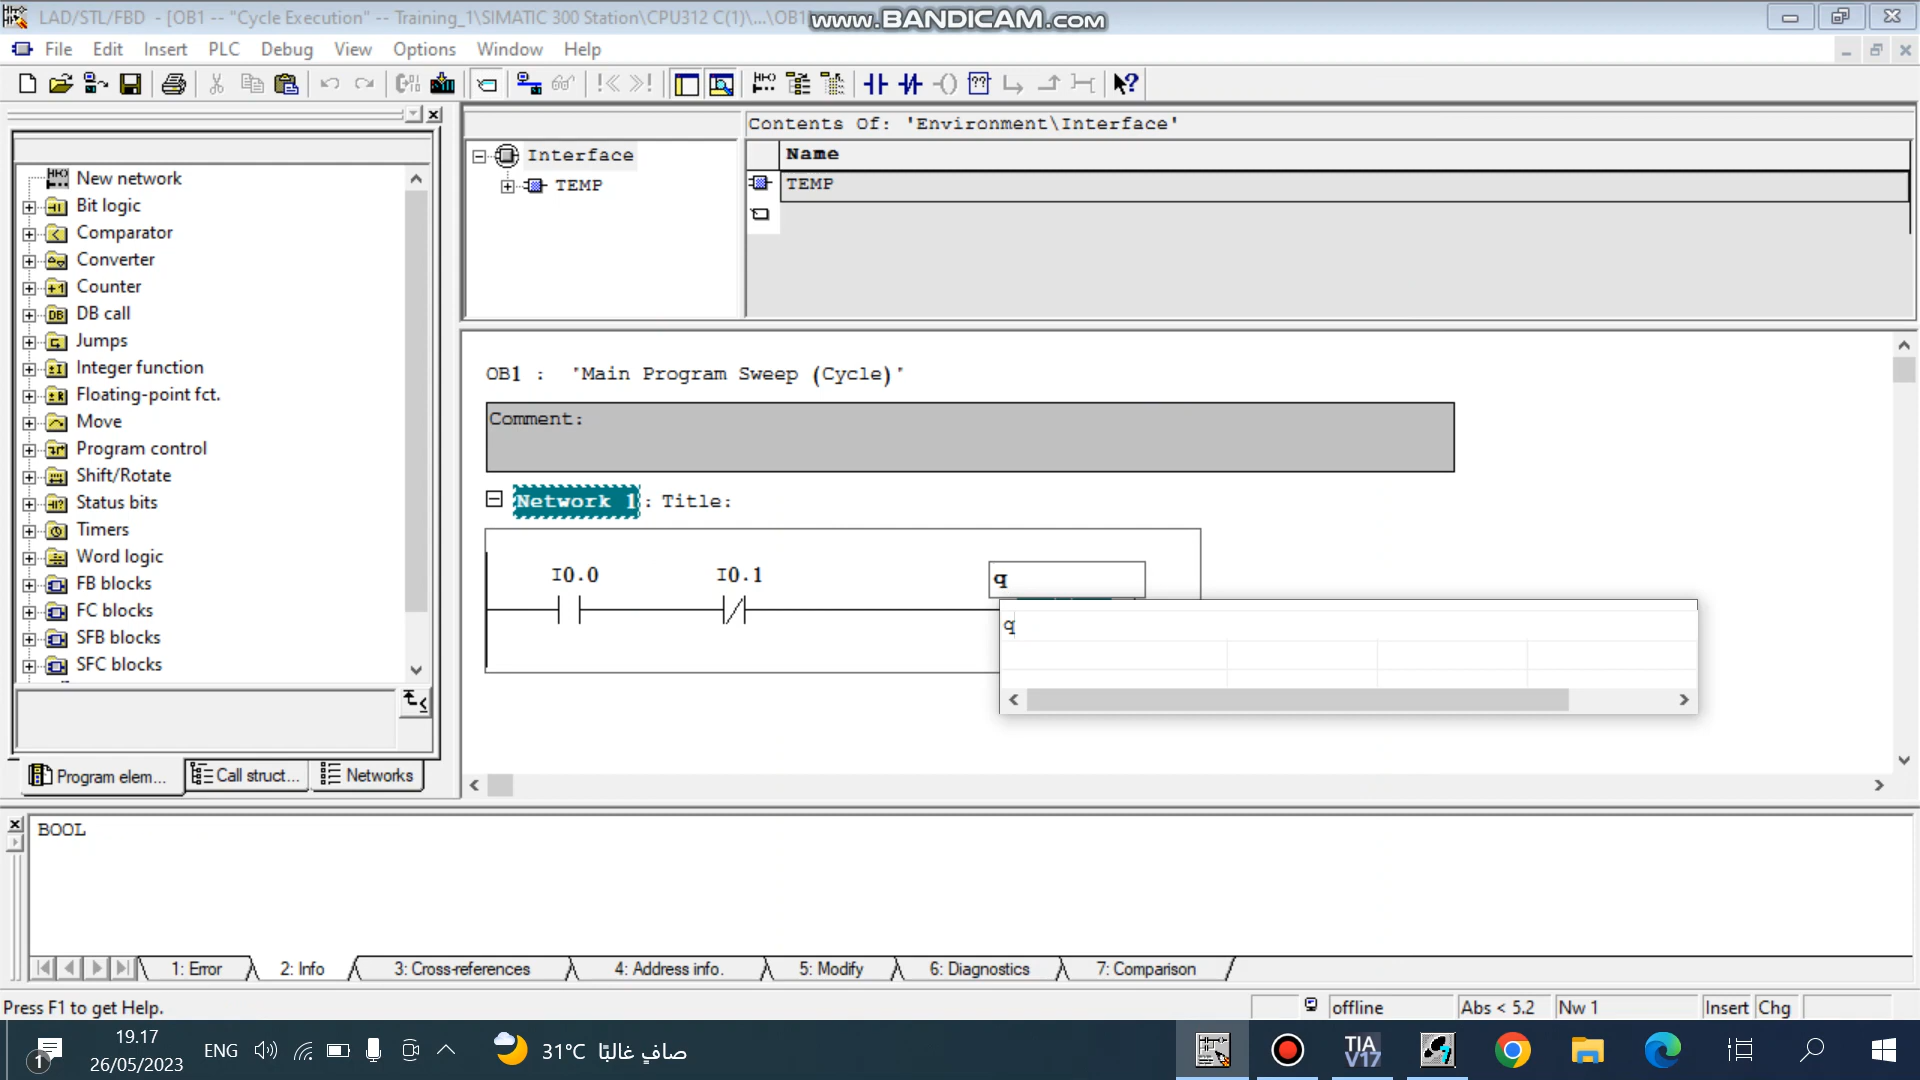 LAD/STL/FBD - [OB1 -- "Cycle Execution" -- Training_1\SIMATIC 300 Station\CPU312 C(1)\...\OB1
www.BANDICAM.com
File Edit Insert PLC Debug View Options Window Help
New network
Bit logic
Comparator
Converter
Counter
DB call
Jumps
Integer function
Floating-point fct.
Move
Program control
Shift/Rotate
Status bits
Timers
Word logic
FB blocks
FC blocks
SFB blocks
SFC blocks
Program elem... Call struct... Networks
Interface
TEMP
Contents Of: 'Environment\Interface'
Name
TEMP
OB1 : "Main Program Sweep (Cycle)"
Comment:
Network 1: Title:
I0.0 I0.1 q
q
BOOL
1: Error 2: Info 3: Cross-references 4: Address info. 5: Modify 6: Diagnostics 7: Comparison
Press F1 to get Help.
offline Abs < 5.2 Nw 1 Insert Chg
1
19.17
26/05/2023
ENG
31°C صافٍ غالبًا
TIA
V17